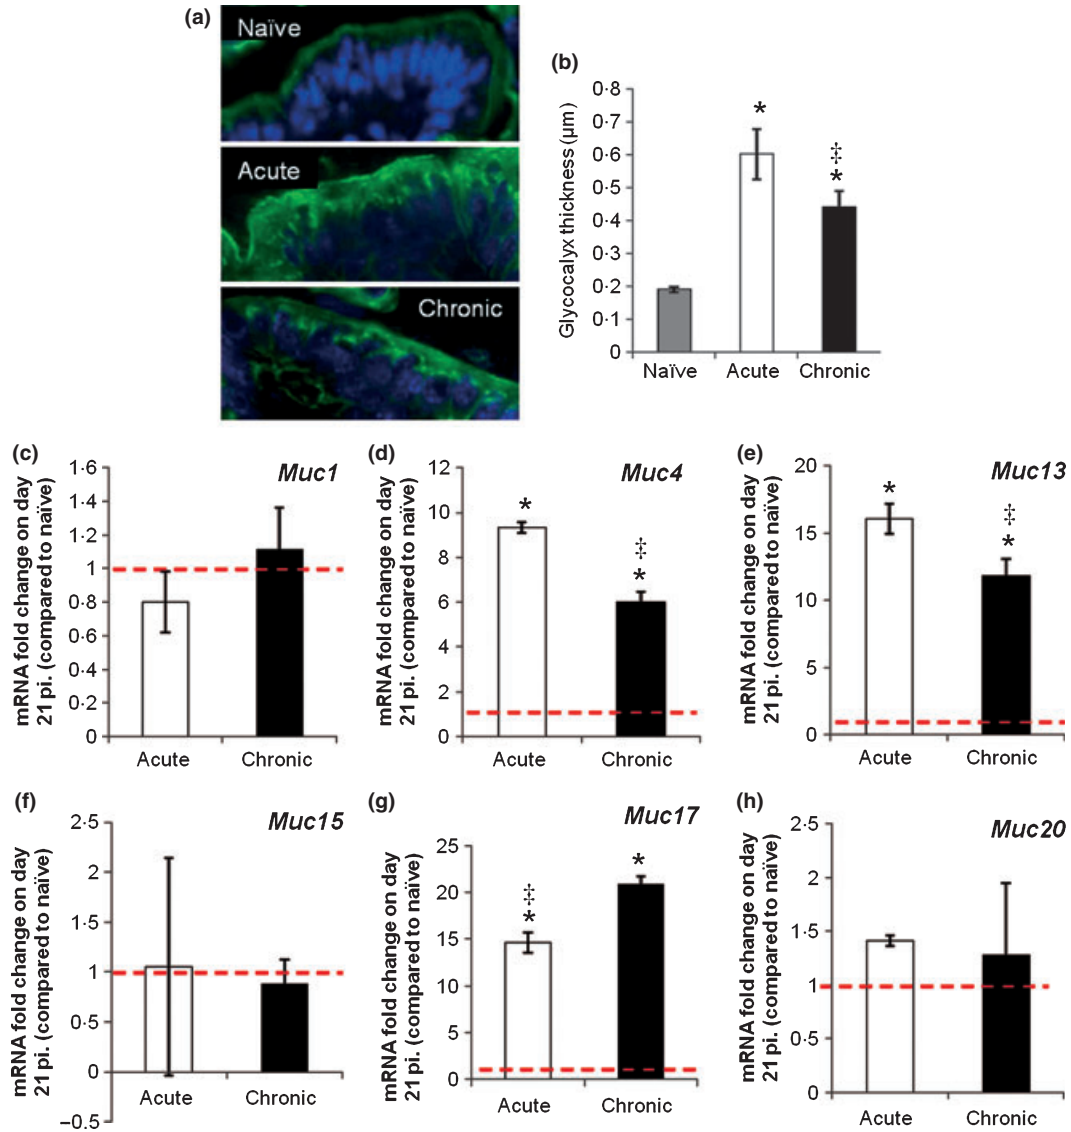 (a)
Naïve
Acute
Chronic
(b)
Glycocalyx thickness (µm)
0·8
0·7
0·6
0·5
0·4
0·3
0·2
0·1
0
*
‡
*
Naïve
Acute
Chronic
(c)
Muc1
mRNA fold change on day
21 pi. (compared to naïve)
1·6
1·4
1·2
1
0·8
0·6
0·4
0·2
0
Acute
Chronic
(d)
Muc4
mRNA fold change on day
21 pi. (compared to naïve)
12
10
8
6
4
2
0
*
‡
*
Acute
Chronic
(e)
Muc13
mRNA fold change on day
21 pi. (compared to naïve)
20
15
10
5
0
*
‡
*
Acute
Chronic
(f)
Muc15
mRNA fold change on day
21 pi. (compared to naïve)
2·5
2
1·5
1
0·5
0
–0.5
Acute
Chronic
(g)
Muc17
mRNA fold change on day
21 pi. (compared to naïve)
25
20
15
10
5
0
‡
*
*
Acute
Chronic
(h)
Muc20
mRNA fold change on day
21 pi. (compared to naïve)
2·5
2
1·5
1
0·5
0
Acute
Chronic